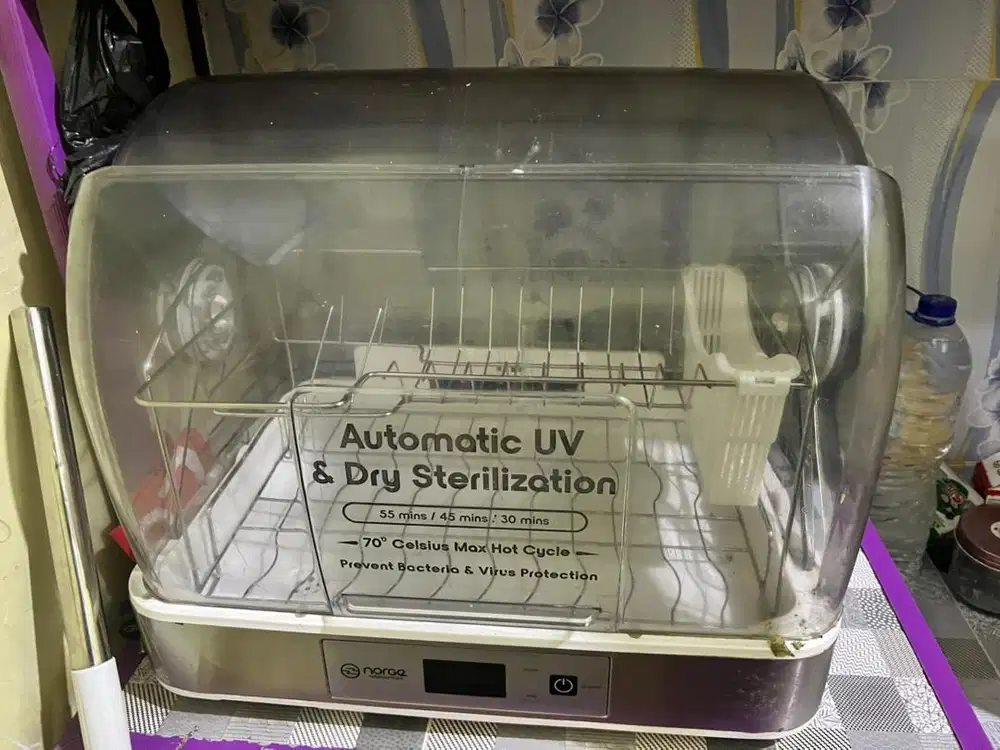 Automatic UV
& Dry Sterilization
55 mins / 45 mins / 30 mins
70° Celsius Max Hot Cycle
Prevent Bacteria & Virus Protection
norge